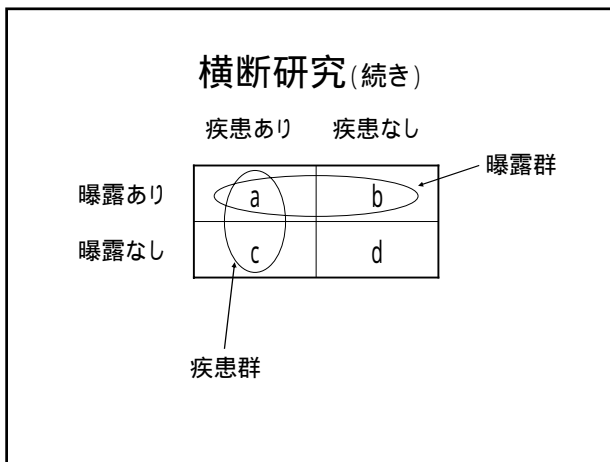 横断研究(続き)
疾患あり 疾患なし
曝露群
曝露あり a b
曝露なし c d
疾患群